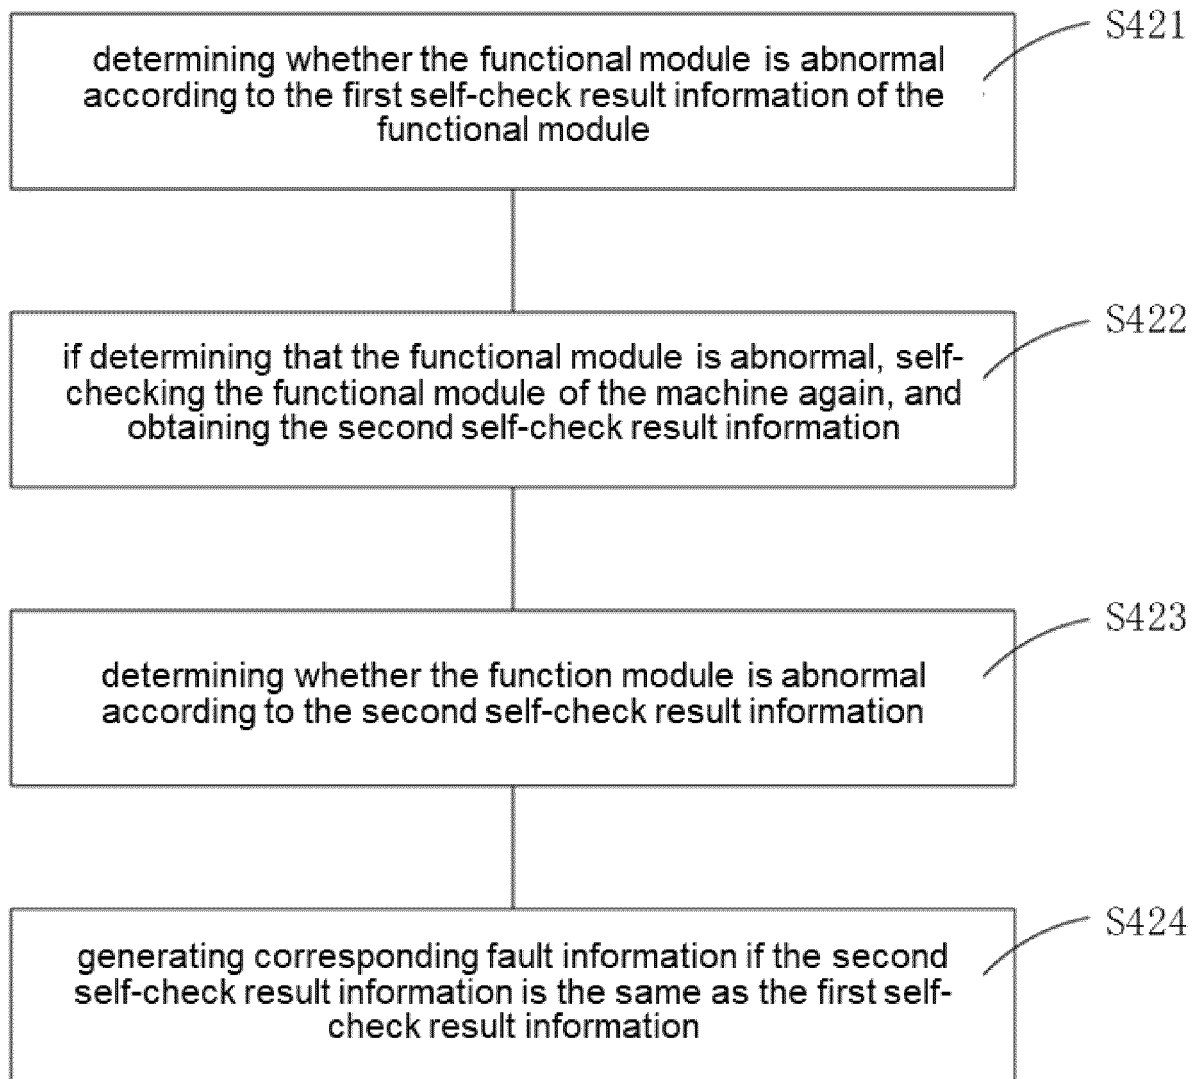 S421
determining whether the functional module is abnormal
according to the first self-check result information of the
functional module
S422
if determining that the functional module is abnormal, self-
checking the functional module of the machine again, and
obtaining the second self-check result information
S423
determining whether the function module is abnormal
according to the second self-check result information
S424
generating corresponding fault information if the second
self-check result information is the same as the first self-
check result information